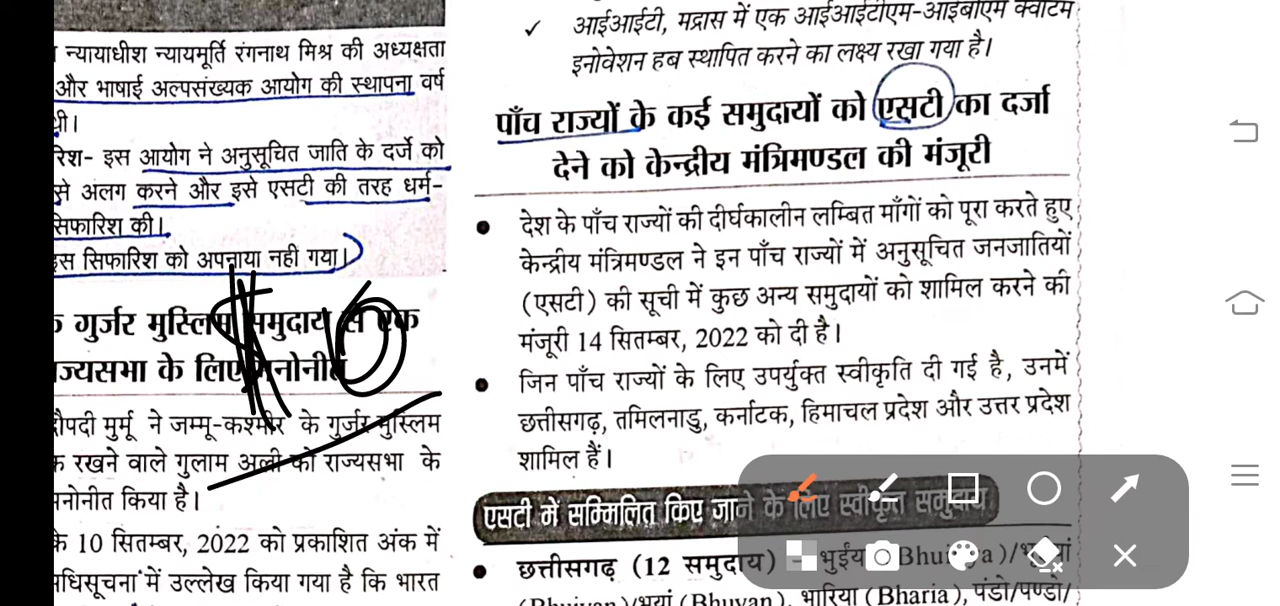 न्यायाधीश न्यायमूर्ति रंगनाथ मिश्र की अध्यक्षता
और भाषाई अल्पसंख्यक आयोग की स्थापना वर्ष
थी।
रिश- इस आयोग ने अनुसूचित जाति के दर्जे को
से अलग करने और इसे एसटी की तरह धर्म-
सिफारिश की।
इस सिफारिश को अपनाया नही गया।
गुर्जर मुस्लिम समुदाय से एक
ज्यसभा के लिए मनोनीत
द्रौपदी मुर्मू ने जम्मू-कश्मीर के गुर्जर मुस्लिम
क रखने वाले गुलाम अली को राज्यसभा के
मनोनीत किया है।
के 10 सितम्बर, 2022 को प्रकाशित अंक में
धिसूचना में उल्लेख किया गया है कि भारत
✓ आईआईटी, मद्रास में एक आईआईटीएम-आईबीएम क्वांटम
इनोवेशन हब स्थापित करने का लक्ष्य रखा गया है।
पाँच राज्यों के कई समुदायों को एसटी का दर्जा
देने को केन्द्रीय मंत्रिमण्डल की मंजूरी
● देश के पाँच राज्यों की दीर्घकालीन लम्बित माँगों को पूरा करते हुए
केन्द्रीय मंत्रिमण्डल ने इन पाँच राज्यों में अनुसूचित जनजातियों
(एसटी) की सूची में कुछ अन्य समुदायों को शामिल करने की
मंजूरी 14 सितम्बर, 2022 को दी है।
● जिन पाँच राज्यों के लिए उपर्युक्त स्वीकृति दी गई है, उनमें
छत्तीसगढ़, तमिलनाडु, कर्नाटक, हिमाचल प्रदेश और उत्तर प्रदेश
शामिल हैं।
एसटी में सम्मिलित किए जाने के लिए स्वीकृत समुदाय
● छत्तीसगढ़ (12 समुदाय) –
(Bhuiyan)/भुयां (Bhuyan), भारिया (Bharia), पंडो/पण्डो/